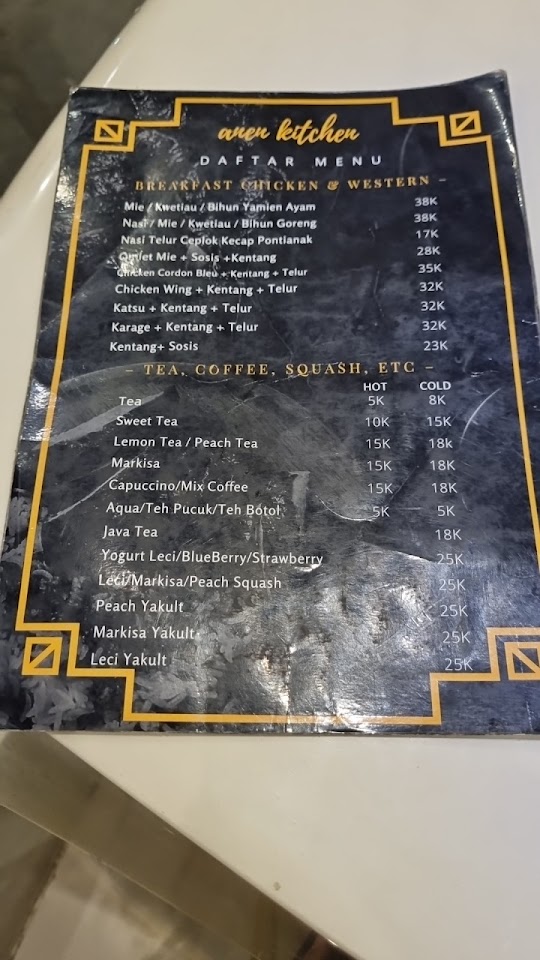 anen kitchen
DAFTAR MENU
BREAKFAST CHICKEN & WESTERN –
Mie / Kwetiau / Bihun Yamien Ayam 38K
Nasi / Mie / Kwetiau / Bihun Goreng 38K
Nasi Telur Ceplok Kecap Pontianak 17K
Omlet Mie + Sosis +Kentang 28K
Chicken Cordon Bleu + Kentang + Telur 35K
Chicken Wing + Kentang + Telur 32K
Katsu + Kentang + Telur 32K
Karage + Kentang + Telur 32K
Kentang+ Sosis 23K
– TEA, COFFEE, SQUASH, ETC –
HOT COLD
Tea 5K 8K
Sweet Tea 10K 15K
Lemon Tea / Peach Tea 15K 18k
Markisa 15K 18K
Capuccino/Mix Coffee 15K 18K
Aqua/Teh Pucuk/Teh Botol 5K 5K
Java Tea 18K
Yogurt Leci/BlueBerry/Strawberry 25K
Leci/Markisa/Peach Squash 25K
Peach Yakult 25K
Markisa Yakult 25K
Leci Yakult 25K